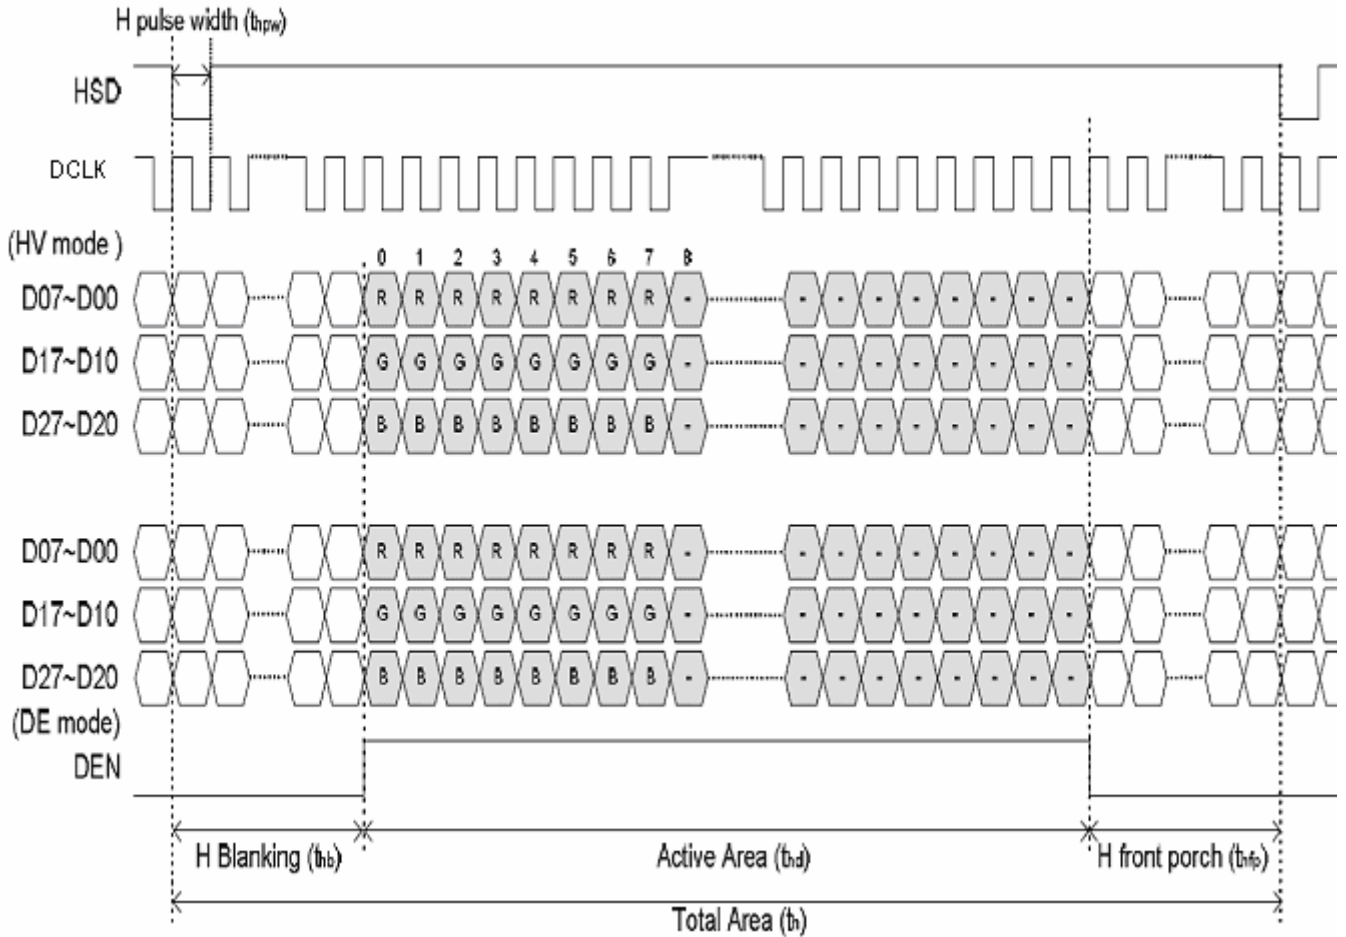 H pulse width (thpw)
HSD
DCLK
(HV mode )
0 1 2 3 4 5 6 7 8
D07~D00 R R R R R R R R - - - - - - - - -
D17~D10 G G G G G G G G - - - - - - - - -
D27~D20 B B B B B B B B - - - - - - - - -
D07~D00 R R R R R R R R - - - - - - - - -
D17~D10 G G G G G G G G - - - - - - - - -
D27~D20 B B B B B B B B - - - - - - - - -
(DE mode)
DEN
H Blanking (thb) Active Area (thd) H front porch (thfp)
Total Area (th)